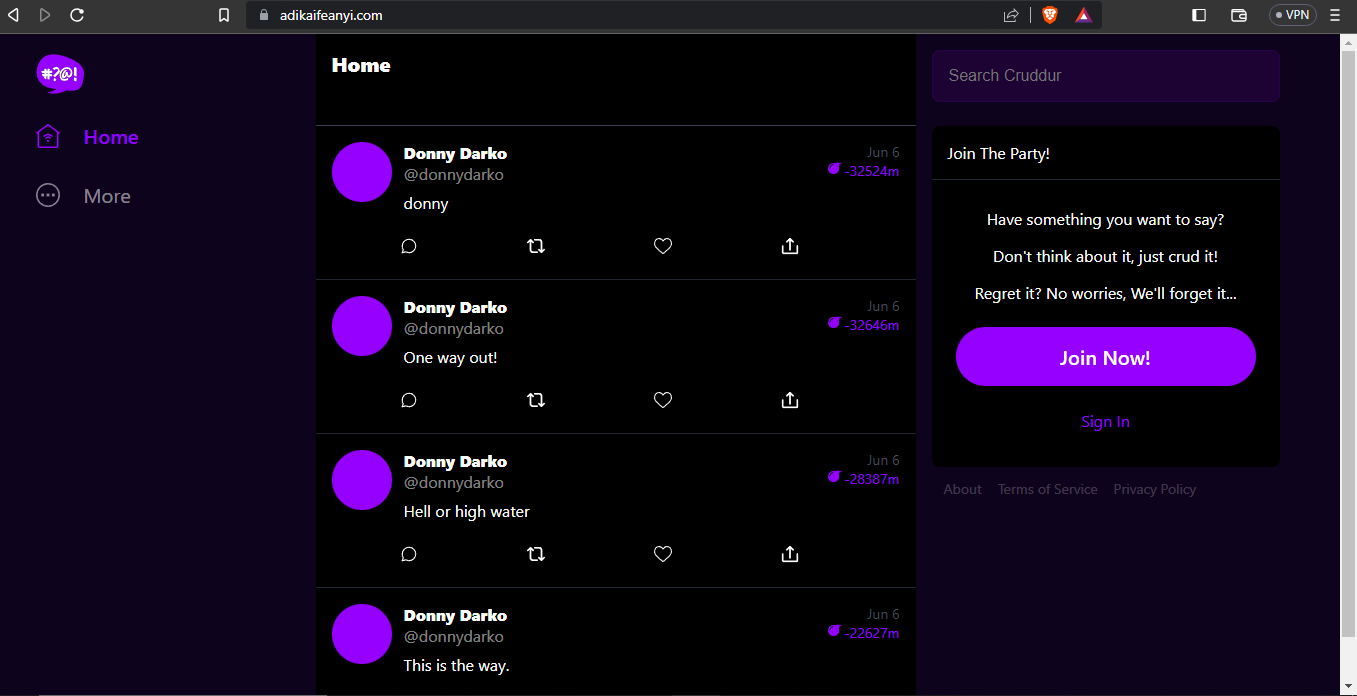 adikaifeanyi.com
VPN
#?@!
Home
More
Home
Donny Darko
@donnydarko
donny
Jun 6
-32524m
Donny Darko
@donnydarko
One way out!
Jun 6
-32646m
Donny Darko
@donnydarko
Hell or high water
Jun 6
-28387m
Donny Darko
@donnydarko
This is the way.
Jun 6
-22627m
Search Cruddur
Join The Party!
Have something you want to say?
Don't think about it, just crud it!
Regret it? No worries, We'll forget it...
Join Now!
Sign In
About Terms of Service Privacy Policy